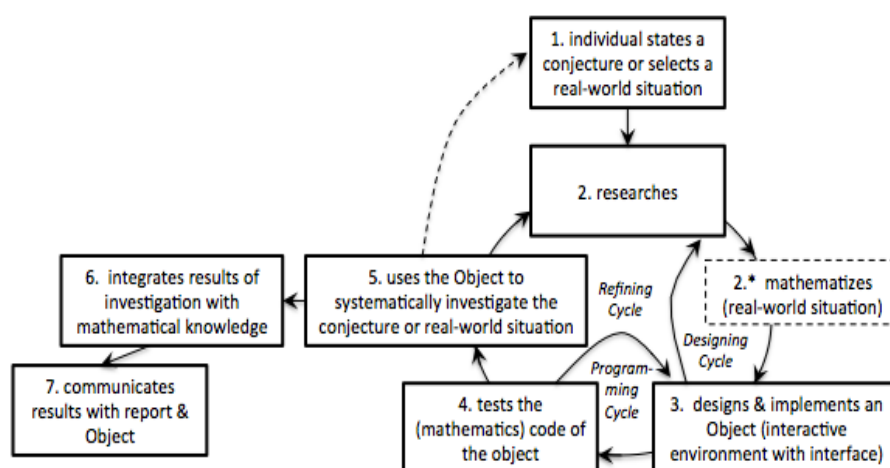 1. individual states a
conjecture or selects a
real-world situation
2. researches
6. integrates results of
investigation with
mathematical knowledge
5. uses the Object to
systematically investigate the
conjecture or real-world situation
Refining
Cycle
2.* mathematizes
(real-world situation)
Designing
Cycle
7. communicates
results with report &
Object
Program-
ming
Cycle
4. tests the
(mathematics) code of
the object
3. designs & implements an
Object (interactive
environment with interface)